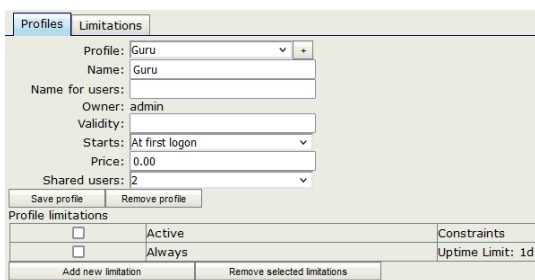 Profiles Limitations
Profile: Guru +
Name: Guru
Name for users:
Owner: admin
Validity:
Starts: At first logon
Price: 0.00
Shared users: 2
Save profile Remove profile
Profile limitations
Active Constraints
Always Uptime Limit: 1d
Add new limitation Remove selected limitations